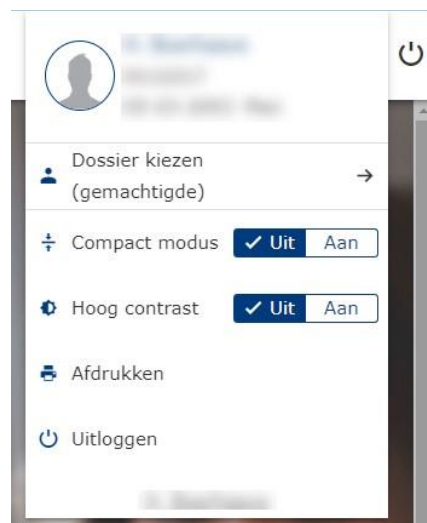 Dossier kiezen
(gemachtigde)
Compact modus Uit Aan
Hoog contrast Uit Aan
Afdrukken
Uitloggen